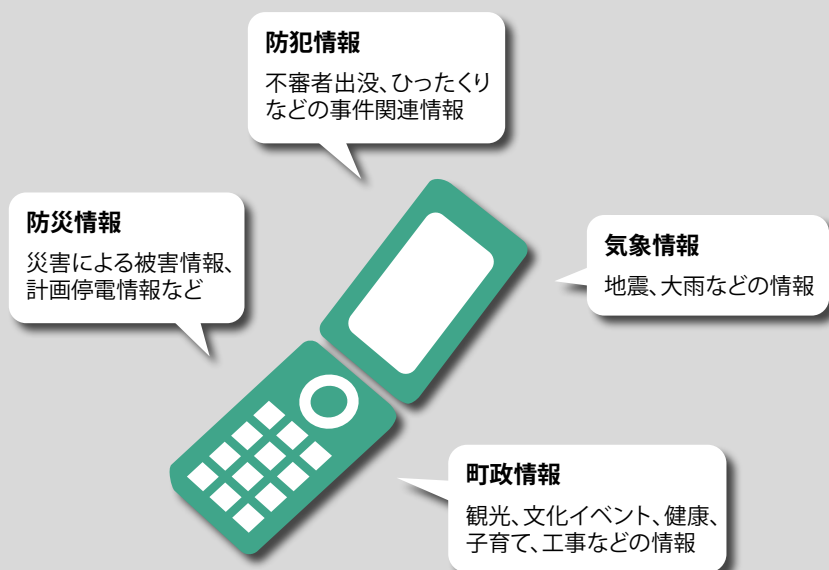 防犯情報
不審者出没、ひったくり
などの事件関連情報
防災情報
災害による被害情報、
計画停電情報など
気象情報
地震、大雨などの情報
町政情報
観光、文化イベント、健康、
子育て、工事などの情報